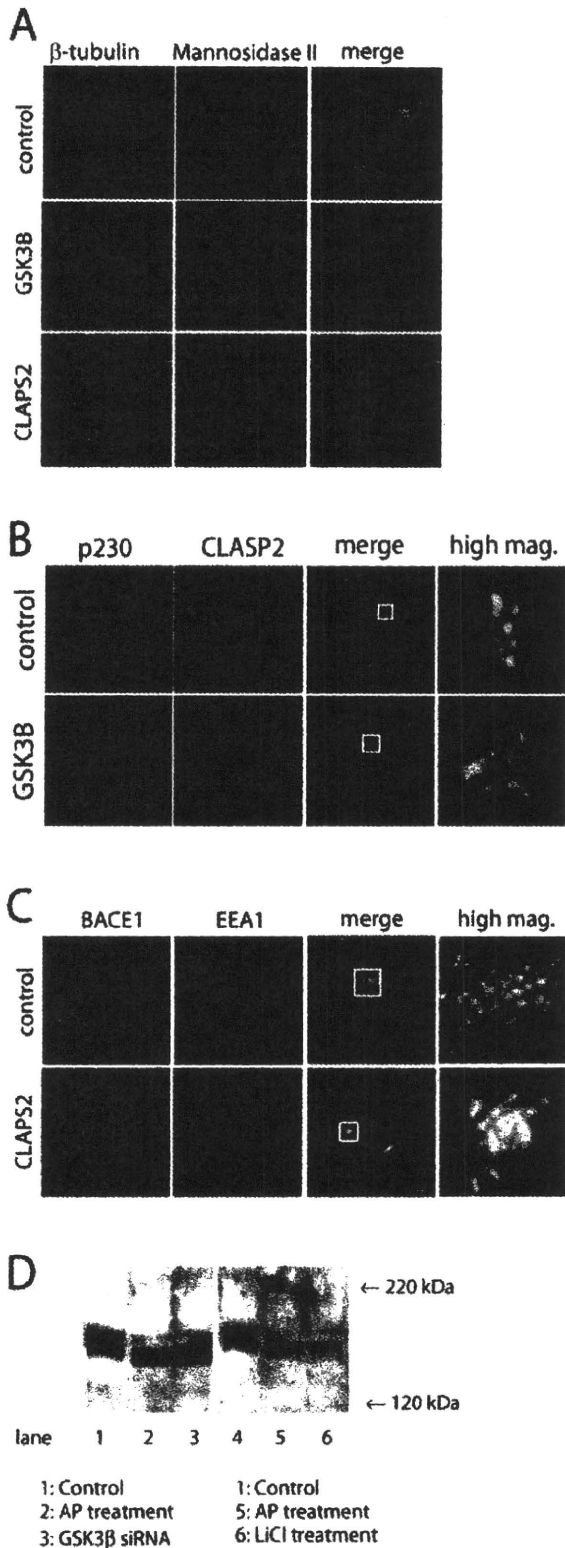 A
β-tubulin Mannosidase II merge
control
GSK3B
CLAPS2
B
p230 CLASP2 merge high mag.
control
GSK3B
C
BACE1 EEA1 merge high mag.
control
CLAPS2
D
← 220 kDa
← 120 kDa
lane 1 2 3 4 5 6
1: Control 1: Control
2: AP treatment 5: AP treatment
3: GSK3β siRNA 6: LiCl treatment